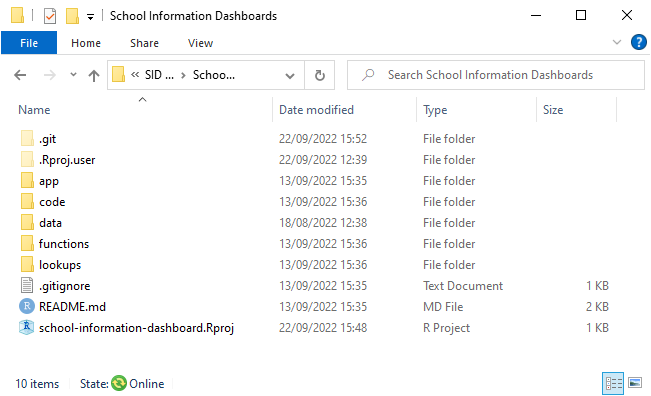 School Information Dashboards
File Home Share View
« SID ... > Schoo... Search School Information Dashboards
Name Date modified Type Size
.git 22/09/2022 15:52 File folder
.Rproj.user 22/09/2022 12:39 File folder
app 13/09/2022 15:35 File folder
code 13/09/2022 15:36 File folder
data 18/08/2022 12:38 File folder
functions 13/09/2022 15:36 File folder
lookups 13/09/2022 15:36 File folder
.gitignore 13/09/2022 15:35 Text Document 1 KB
README.md 13/09/2022 15:35 MD File 2 KB
school-information-dashboard.Rproj 22/09/2022 15:48 R Project 1 KB
10 items State: Online